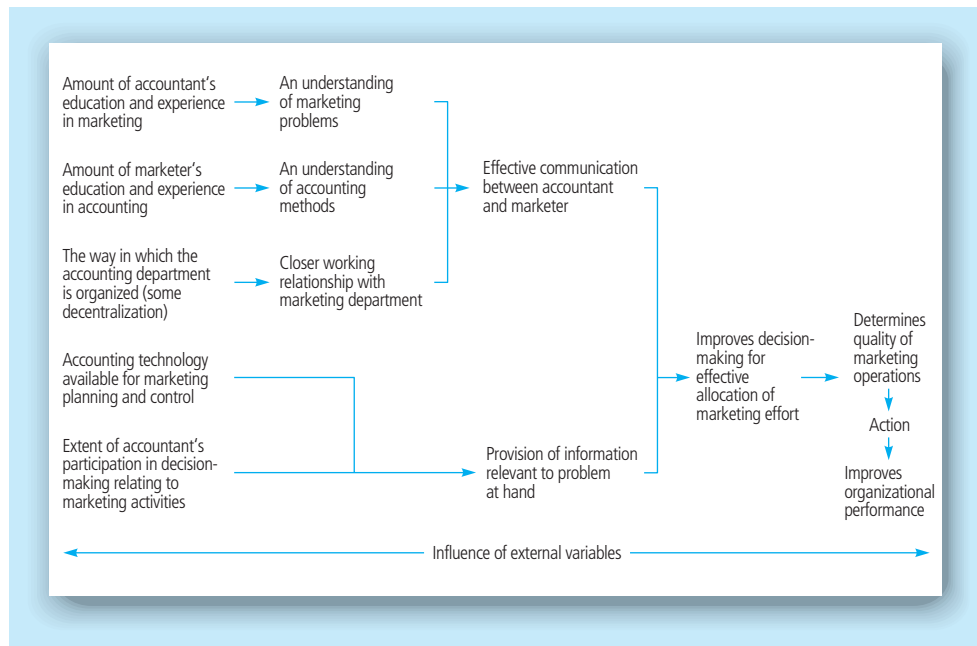 Amount of accountant's
education and experience
in marketing
An understanding
of marketing
problems
Amount of marketer's
education and experience
in accounting
An understanding
of accounting
methods
Effective communication
between accountant
and marketer
The way in which the
accounting department
is organized (some
decentralization)
Closer working
relationship with
marketing department
Accounting technology
available for marketing
planning and control
Extent of accountant's
participation in decision-
making relating to
marketing activities
Provision of information
relevant to problem
at hand
Improves decision-
making for
effective
allocation of
marketing effort
Determines
quality of
marketing
operations
Action
Improves
organizational
performance
Influence of external variables